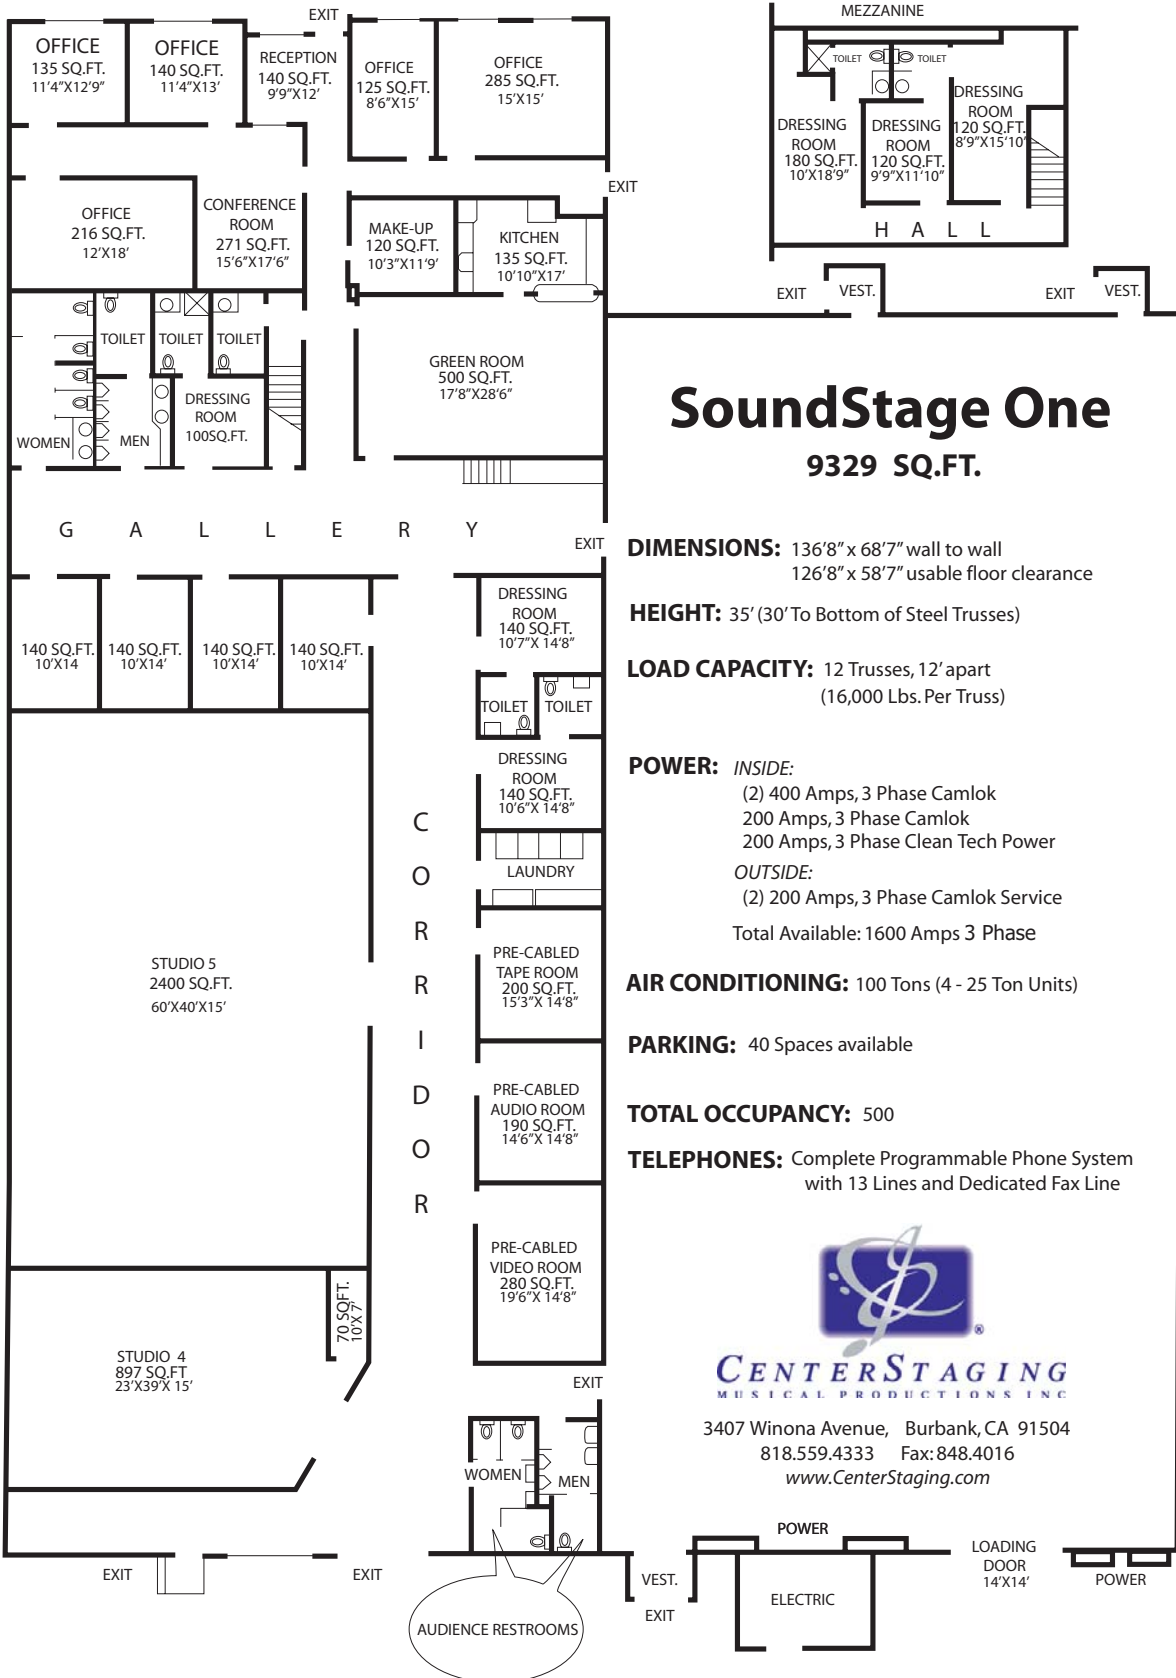 EXIT
OFFICE
135 SQ.FT.
11'4"X12'9"
OFFICE
140 SQ.FT.
11'4"X13'
RECEPTION
140 SQ.FT.
9'9"X12'
OFFICE
125 SQ.FT.
8'6"X15'
OFFICE
285 SQ.FT.
15'X15'
EXIT
OFFICE
216 SQ.FT.
12'X18'
CONFERENCE
ROOM
271 SQ.FT.
15'6"X17'6"
MAKE-UP
120 SQ.FT.
10'3"X11'9'
KITCHEN
135 SQ.FT.
10'10"X17'
TOILET
TOILET
TOILET
GREEN ROOM
500 SQ.FT.
17'8"X28'6"
DRESSING
ROOM
100SQ.FT.
WOMEN
MEN
G A L L E R Y
EXIT
140 SQ.FT.
10'X14
140 SQ.FT.
10'X14'
140 SQ.FT.
10'X14'
140 SQ.FT.
10'X14'
DRESSING
ROOM
140 SQ.FT.
10'7"X 14'8"
TOILET
TOILET
DRESSING
ROOM
140 SQ.FT.
10'6"X 14'8"
LAUNDRY
C
O
R
R
I
D
O
R
STUDIO 5
2400 SQ.FT.
60'X40'X15'
PRE-CABLED
TAPE ROOM
200 SQ.FT.
15'3"X 14'8"
PRE-CABLED
AUDIO ROOM
190 SQ.FT.
14'6"X 14'8"
PRE-CABLED
VIDEO ROOM
280 SQ.FT.
19'6"X 14'8"
70 SQFT.
10'X 7'
STUDIO 4
897 SQ.FT
23'X39'X 15'
EXIT
WOMEN
MEN
EXIT
EXIT
AUDIENCE RESTROOMS
MEZZANINE
TOILET
TOILET
DRESSING
ROOM
180 SQ.FT.
10'X18'9"
DRESSING
ROOM
120 SQ.FT.
9'9"X11'10"
DRESSING
ROOM
120 SQ.FT.
8'9"X15'10"
H A L L
EXIT
VEST.
EXIT
VEST.
SoundStage One
9329 SQ.FT.
DIMENSIONS: 136'8" x 68'7" wall to wall
126'8" x 58'7" usable floor clearance
HEIGHT: 35' (30' To Bottom of Steel Trusses)
LOAD CAPACITY: 12 Trusses, 12' apart
(16,000 Lbs. Per Truss)
POWER: INSIDE:
(2) 400 Amps, 3 Phase Camlok
200 Amps, 3 Phase Camlok
200 Amps, 3 Phase Clean Tech Power
OUTSIDE:
(2) 200 Amps, 3 Phase Camlok Service
Total Available: 1600 Amps 3 Phase
AIR CONDITIONING: 100 Tons (4 - 25 Ton Units)
PARKING: 40 Spaces available
TOTAL OCCUPANCY: 500
TELEPHONES: Complete Programmable Phone System
with 13 Lines and Dedicated Fax Line
®
CENTERSTAGING
MUSICAL PRODUCTIONS INC
3407 Winona Avenue, Burbank, CA 91504
818.559.4333 Fax: 848.4016
www.CenterStaging.com
POWER
VEST.
EXIT
ELECTRIC
LOADING
DOOR
14'X14'
POWER